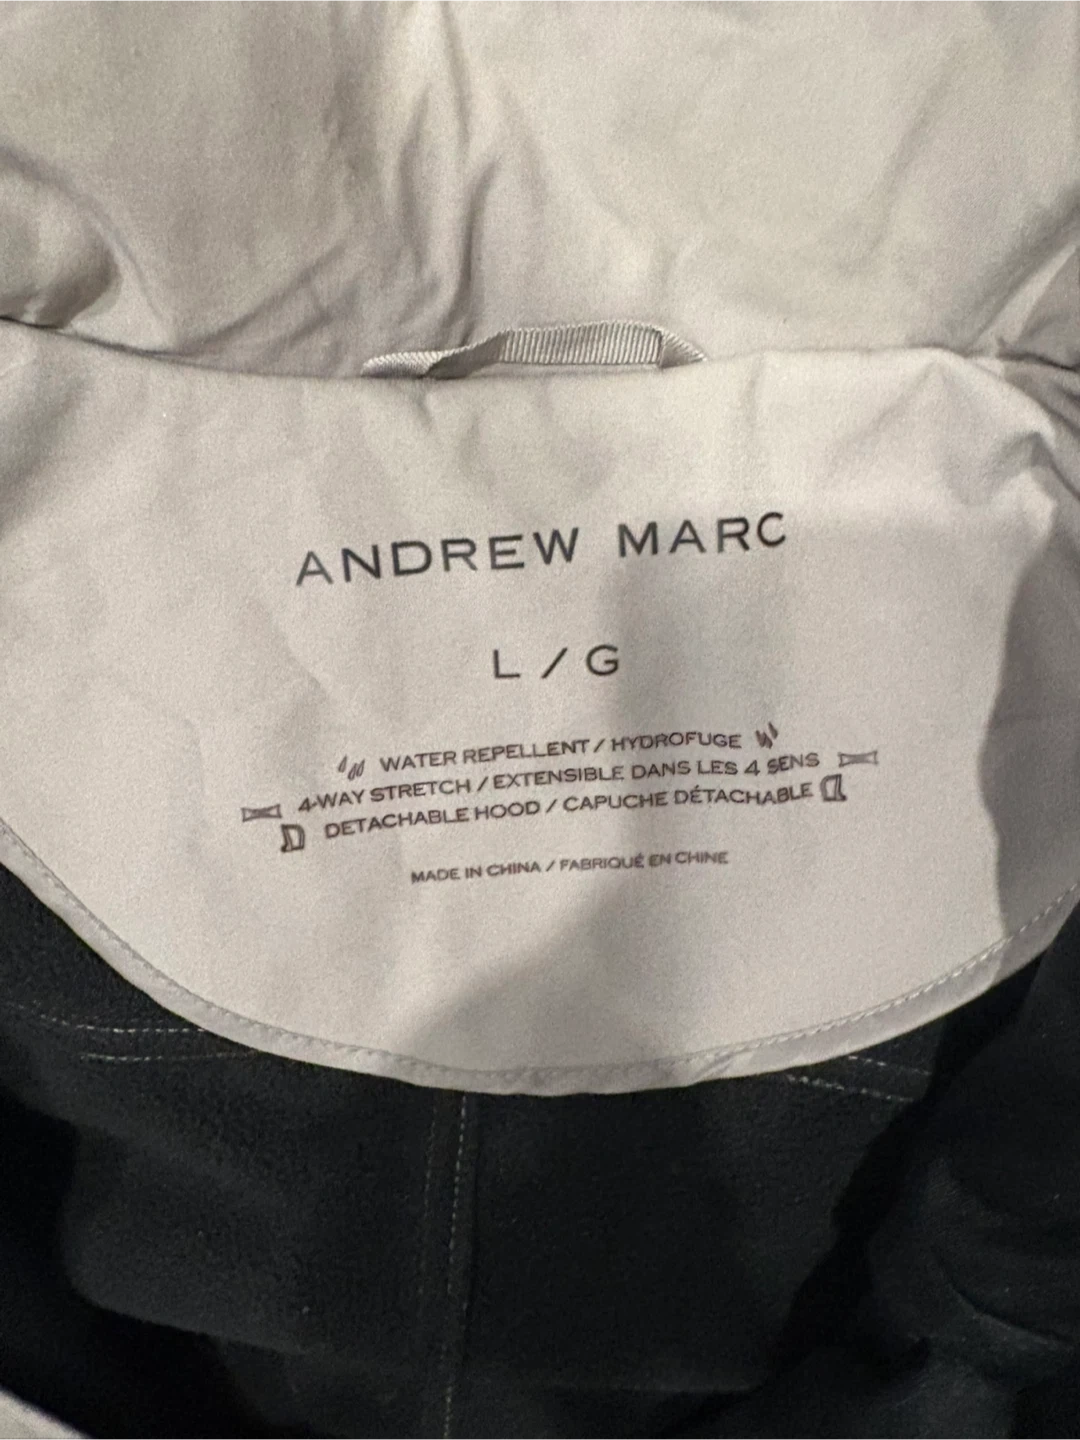 ANDREW MARC
L / G
WATER REPELLENT / HYDROFUGE
4-WAY STRETCH / EXTENSIBLE DANS LES 4 SENS
DETACHABLE HOOD / CAPUCHE DÉTACHABLE
MADE IN CHINA / FABRIQUÉ EN CHINE